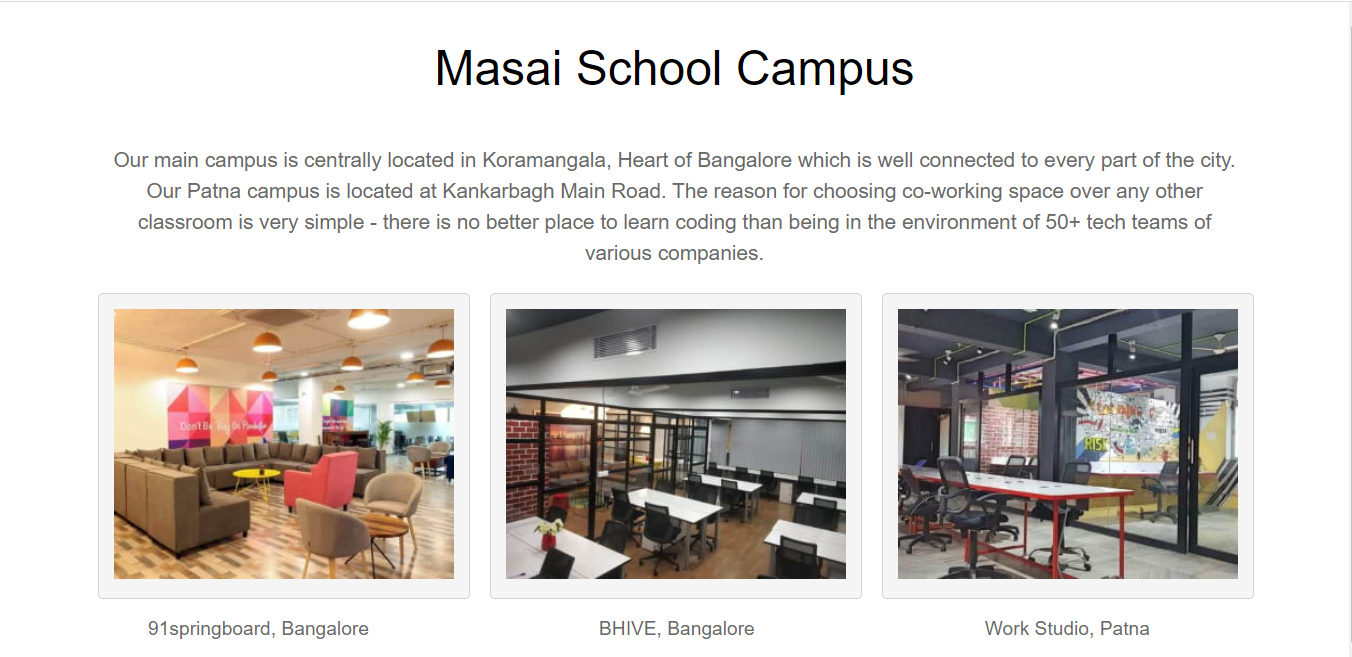 Masai School Campus
Our main campus is centrally located in Koramangala, Heart of Bangalore which is well connected to every part of the city.
Our Patna campus is located at Kankarbagh Main Road. The reason for choosing co-working space over any other
classroom is very simple - there is no better place to learn coding than being in the environment of 50+ tech teams of
various companies.
Don't Be
RISK
91springboard, Bangalore
BHIVE, Bangalore
Work Studio, Patna